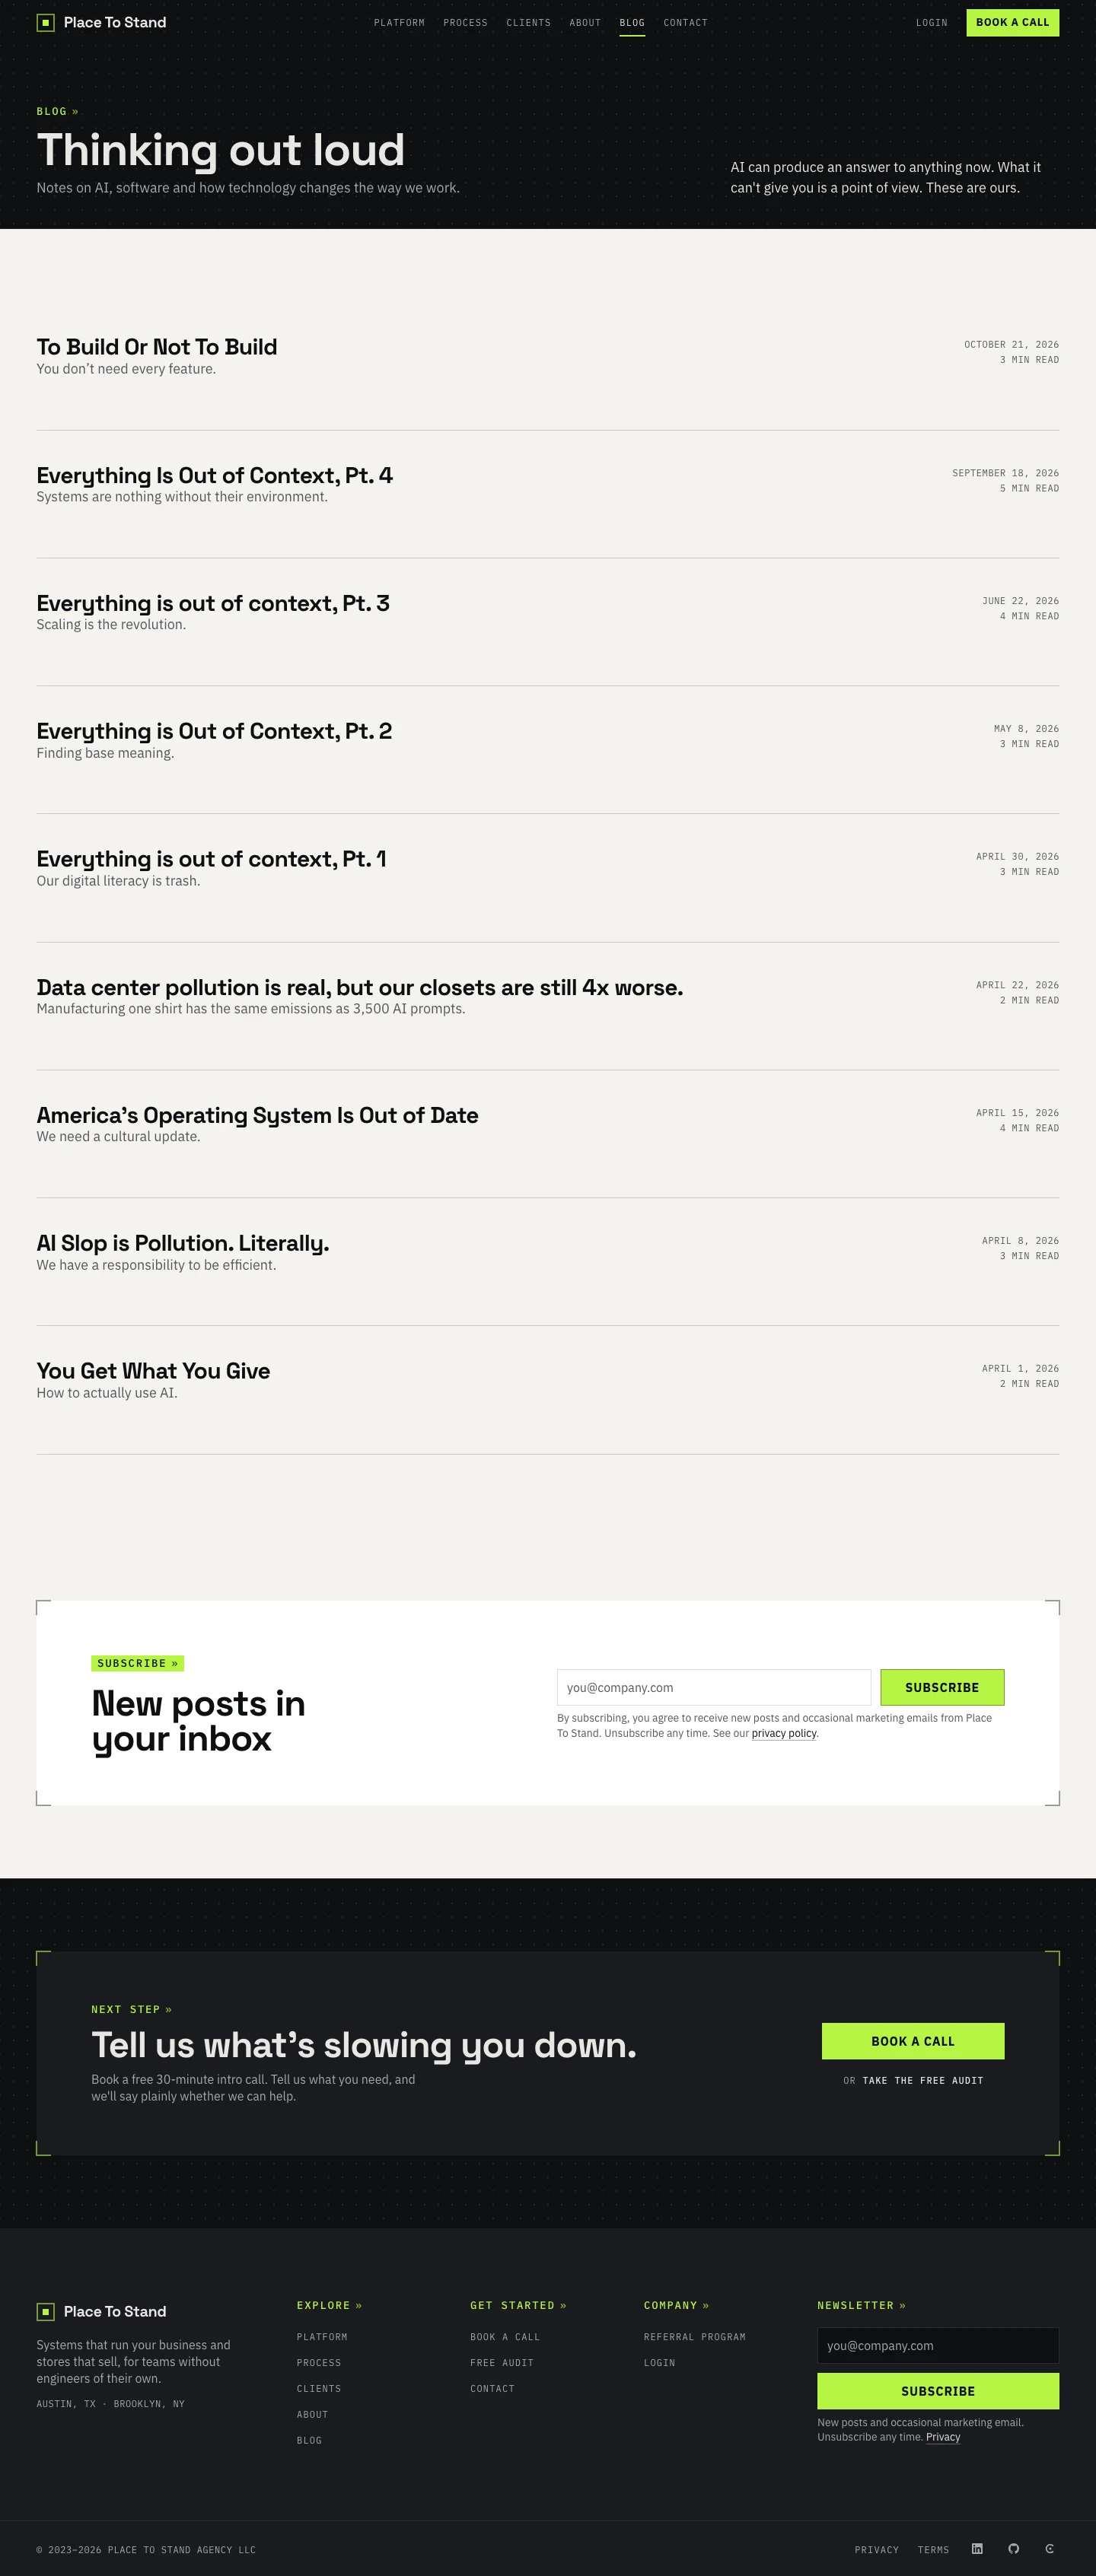 Place To Stand
PLATFORM PROCESS CLIENTS ABOUT BLOG CONTACT
LOGIN BOOK A CALL
BLOG »
Thinking out loud
Notes on AI, software and how technology changes the way we work.
AI can produce an answer to anything now. What it
can't give you is a point of view. These are ours.
To Build Or Not To Build
You don’t need every feature.
OCTOBER 21, 2026
3 MIN READ
Everything Is Out of Context, Pt. 4
Systems are nothing without their environment.
SEPTEMBER 18, 2026
5 MIN READ
Everything is out of context, Pt. 3
Scaling is the revolution.
JUNE 22, 2026
4 MIN READ
Everything is Out of Context, Pt. 2
Finding base meaning.
MAY 8, 2026
3 MIN READ
Everything is out of context, Pt. 1
Our digital literacy is trash.
APRIL 30, 2026
3 MIN READ
Data center pollution is real, but our closets are still 4x worse.
Manufacturing one shirt has the same emissions as 3,500 AI prompts.
APRIL 22, 2026
2 MIN READ
America’s Operating System Is Out of Date
We need a cultural update.
APRIL 15, 2026
4 MIN READ
AI Slop is Pollution. Literally.
We have a responsibility to be efficient.
APRIL 8, 2026
3 MIN READ
You Get What You Give
How to actually use AI.
APRIL 1, 2026
2 MIN READ
SUBSCRIBE »
New posts in
your inbox
you@company.com
SUBSCRIBE
By subscribing, you agree to receive new posts and occasional marketing emails from Place
To Stand. Unsubscribe any time. See our privacy policy.
NEXT STEP »
Tell us what’s slowing you down.
Book a free 30-minute intro call. Tell us what you need, and
we'll say plainly whether we can help.
BOOK A CALL
OR TAKE THE FREE AUDIT
Place To Stand
Systems that run your business and
stores that sell, for teams without
engineers of their own.
AUSTIN, TX · BROOKLYN, NY
EXPLORE »
PLATFORM
PROCESS
CLIENTS
ABOUT
BLOG
GET STARTED »
BOOK A CALL
FREE AUDIT
CONTACT
COMPANY »
REFERRAL PROGRAM
LOGIN
NEWSLETTER »
you@company.com
SUBSCRIBE
New posts and occasional marketing email.
Unsubscribe any time. Privacy
© 2023–2026 PLACE TO STAND AGENCY LLC
PRIVACY TERMS